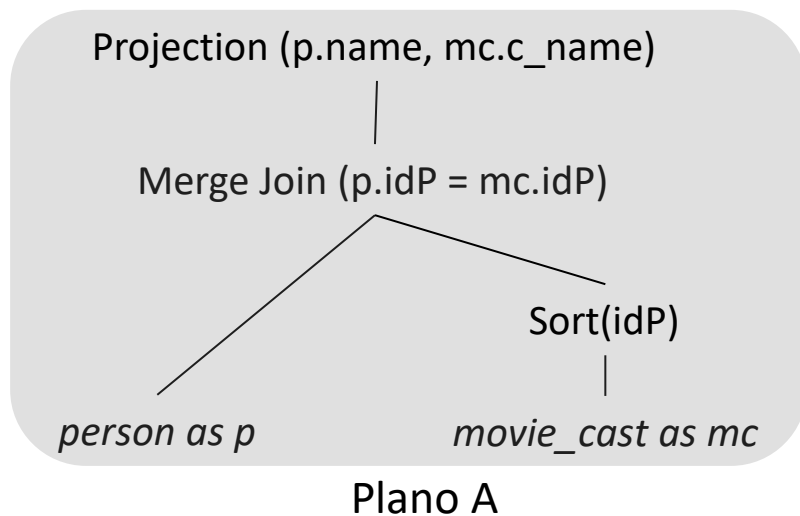 Projection (p.name, mc.c_name)
Merge Join (p.idP = mc.idP)
Sort(idP)
person as p
movie_cast as mc
Plano A